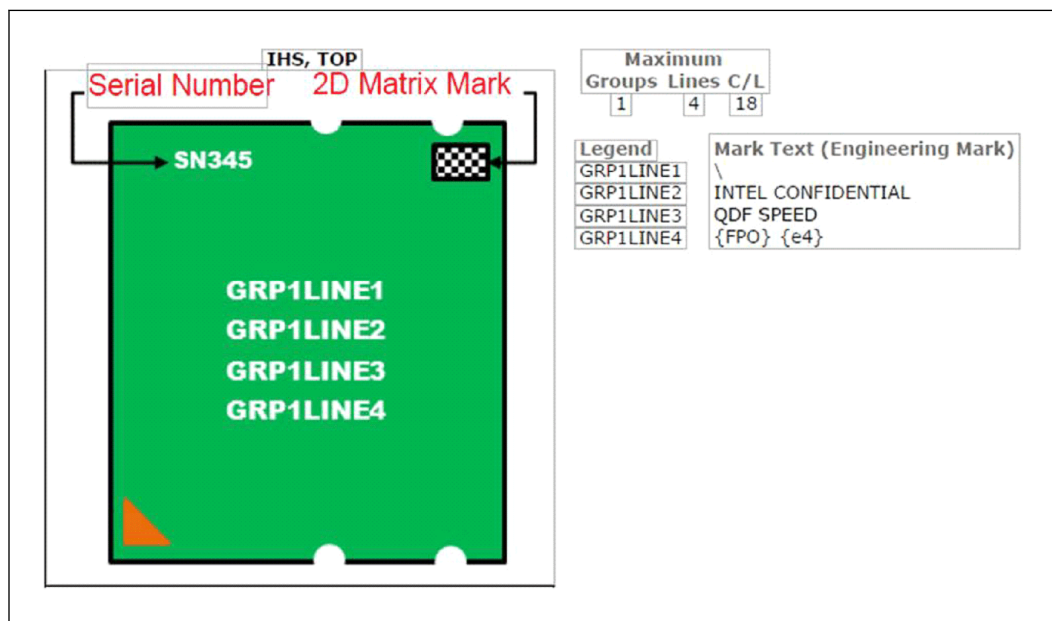 IHS, TOP
Serial Number 2D Matrix Mark
SN345
GRP1LINE1
GRP1LINE2
GRP1LINE3
GRP1LINE4
Maximum
Groups Lines C/L
1 4 18
Legend Mark Text (Engineering Mark)
GRP1LINE1 \
GRP1LINE2 INTEL CONFIDENTIAL
GRP1LINE3 QDF SPEED
GRP1LINE4 {FPO} {e4}